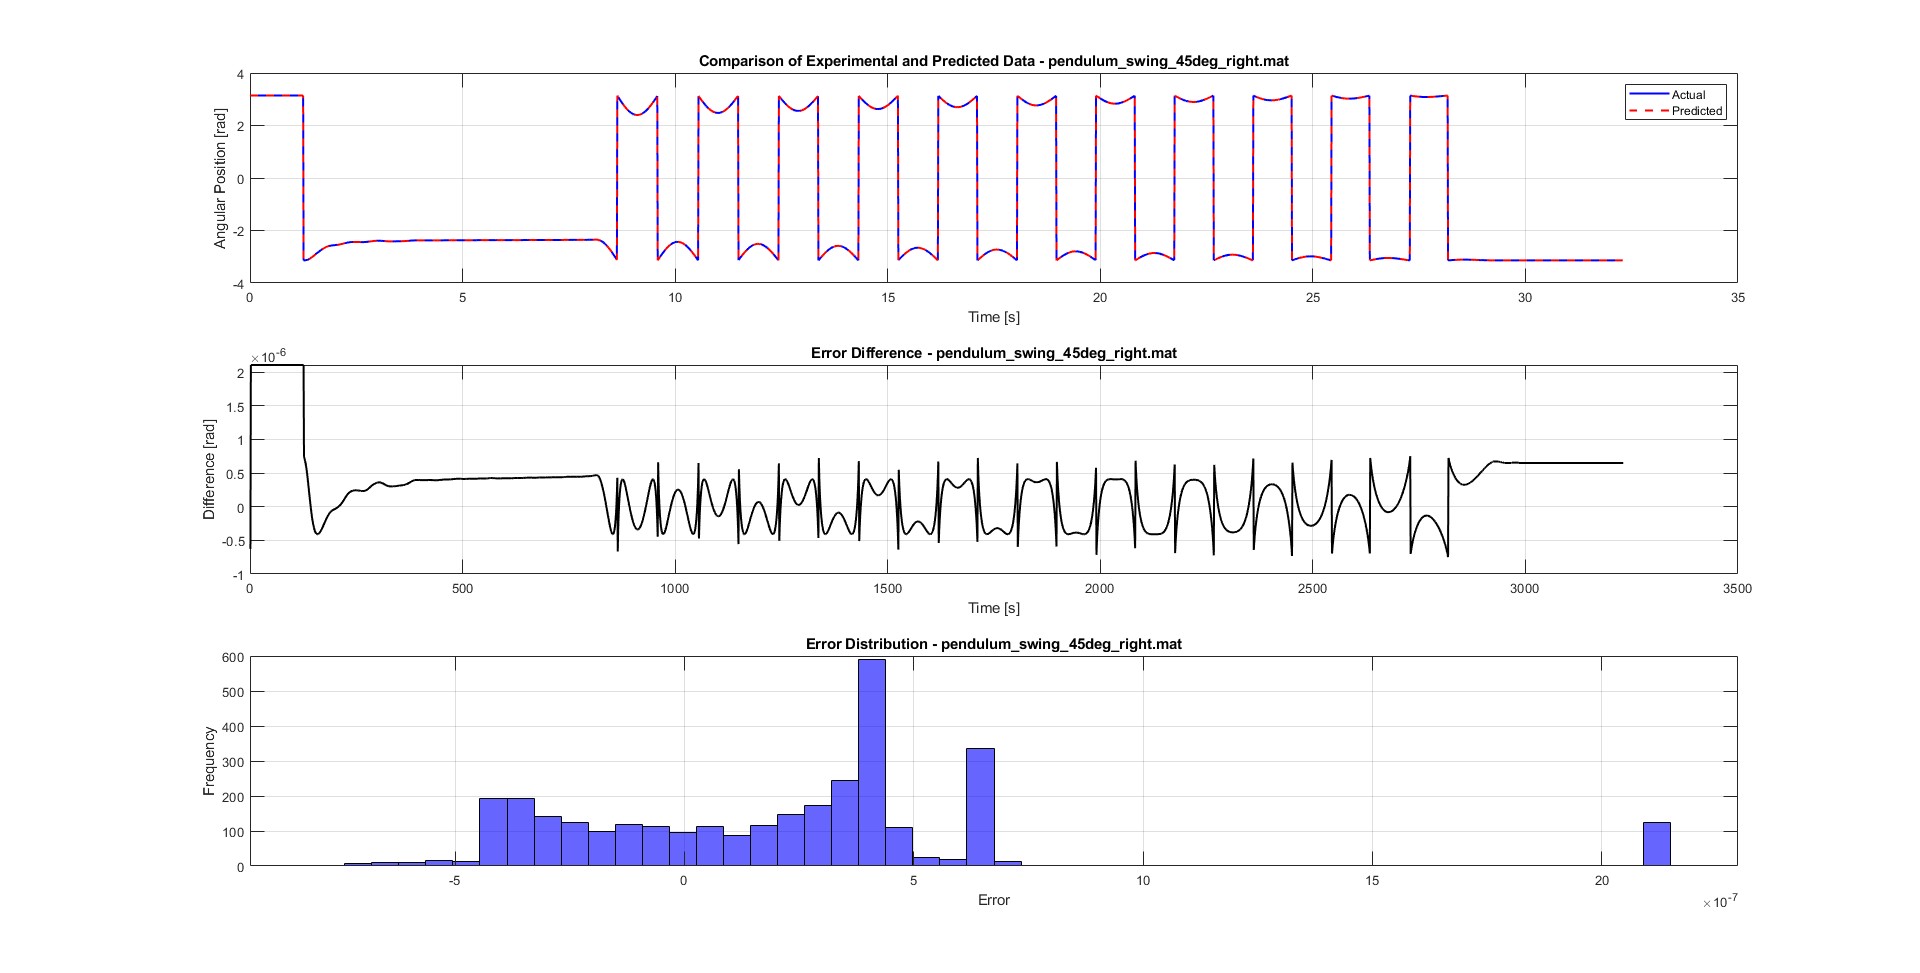 Comparison of Experimental and Predicted Data - pendulum_swing_45deg_right.mat
4
2
0
-2
-4
Angular Position [rad]
Actual
Predicted
0 5 10 15 20 25 30 35
Time [s]
Error Difference - pendulum_swing_45deg_right.mat
×10-6
2
1.5
1
0.5
0
-0.5
-1
Difference [rad]
0 500 1000 1500 2000 2500 3000 3500
Time [s]
Error Distribution - pendulum_swing_45deg_right.mat
600
500
400
300
200
100
0
Frequency
-5 0 5 10 15 20
Error
×10-7